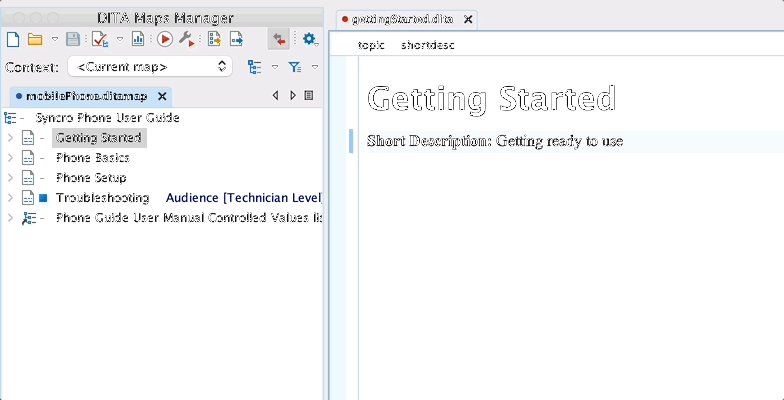 DITA Maps Manager
Context: <Current map>
mobilePhone.ditamap
Syncro Phone User Guide
Getting Started
Phone Basics
Phone Setup
Troubleshooting Audience [Technician Level]
Phone Guide User Manual Controlled Values lis
gettingStarted.dita
topic shortdesc
Getting Started
Short Description: Getting ready to use